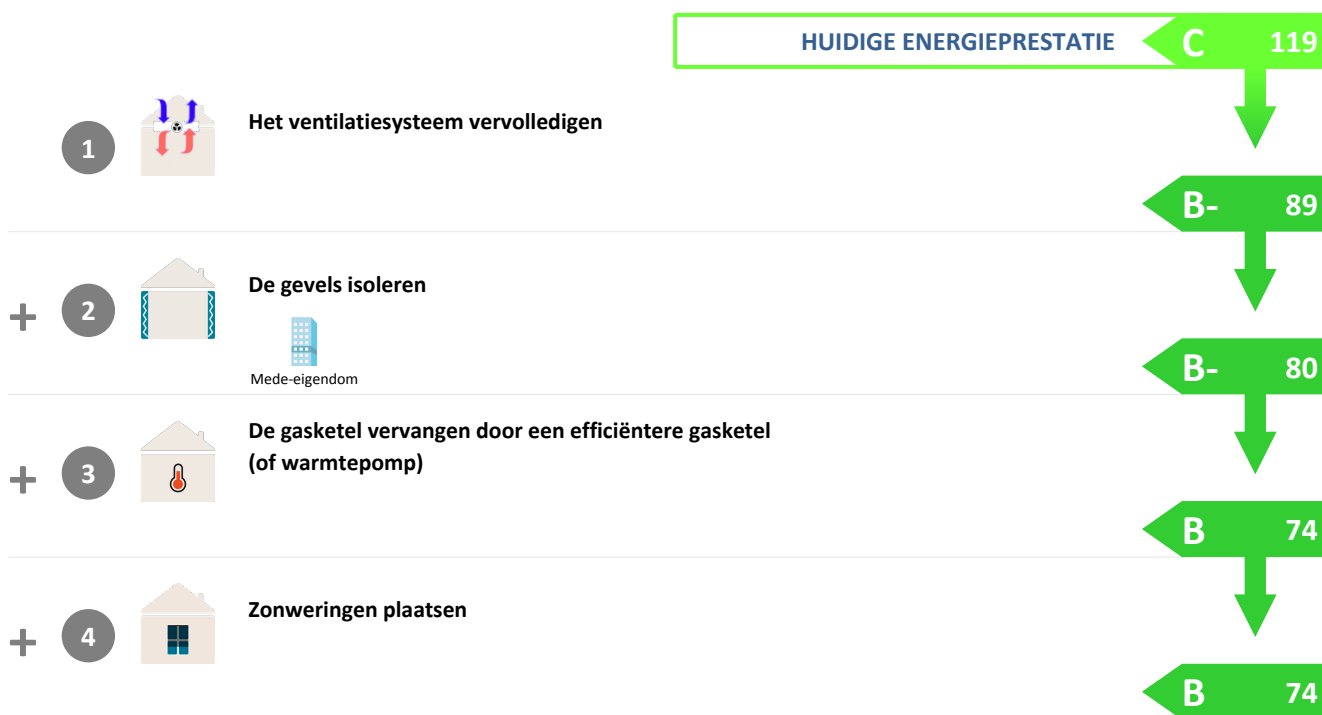 HUIDIGE ENERGIEPRESTATIE C 119
1 Het ventilatiesysteem vervolledigen
B- 89
+ 2 De gevels isoleren
Mede-eigendom
B- 80
+ 3 De gasketel vervangen door een efficiëntere gasketel
(of warmtepomp)
B 74
+ 4 Zonweringen plaatsen
B 74